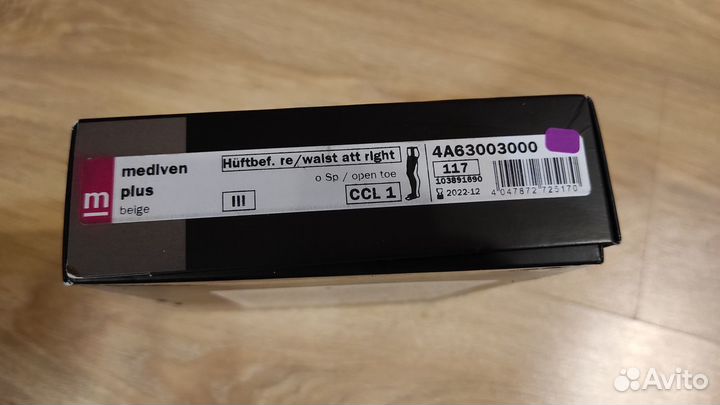 m
mediven
plus
beige
Hüftbef. re/waist att right
o Sp / open toe
III
CCL 1
4A63003000
117
103891690
2022-12
4 047872 725170
Avito